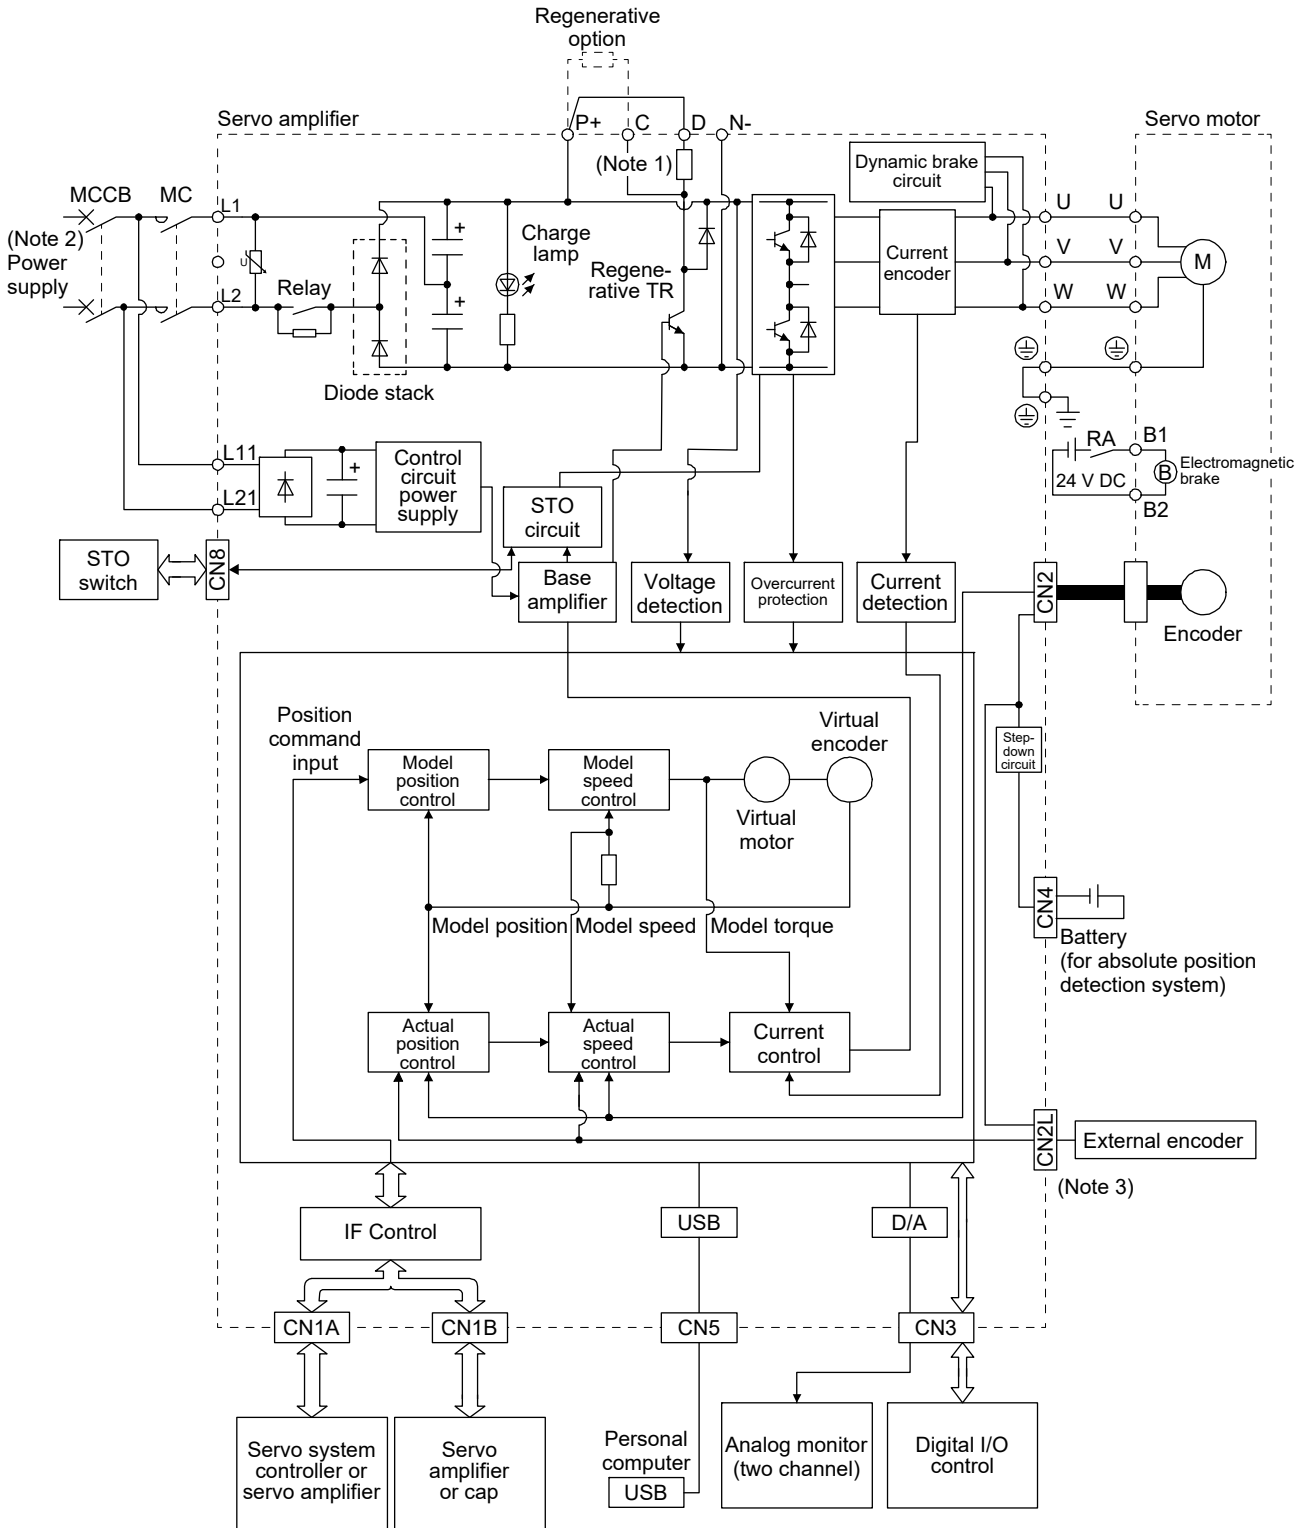 Regenerative
option
Servo amplifier
P+
C
D
N-
Servo motor
(Note 1)
Dynamic brake
circuit
MCCB
MC
L1
U
U
(Note 2)
Power
supply
U
Charge
lamp
Current
encoder
V
V
M
Regene-
rative TR
Relay
L2
W
W
Diode stack
L11
L21
+
+
+
Control
circuit
power
supply
STO
circuit
RA
24 V DC
B1
B
Electromagnetic
brake
B2
STO
switch
CN8
Base
amplifier
Voltage
detection
Overcurrent
protection
Current
detection
CN2
Encoder
Position
command
input
Model
position
control
Model
speed
control
Virtual
encoder
Virtual
motor
Step-
down
circuit
Model position
Model speed
Model torque
CN4
Battery
(for absolute position
detection system)
Actual
position
control
Actual
speed
control
Current
control
CN2L
External encoder
(Note 3)
IF Control
USB
D/A
CN1A
CN1B
CN5
CN3
Servo system
controller or
servo amplifier
Servo
amplifier
or cap
Personal
computer
USB
Analog monitor
(two channel)
Digital I/O
control